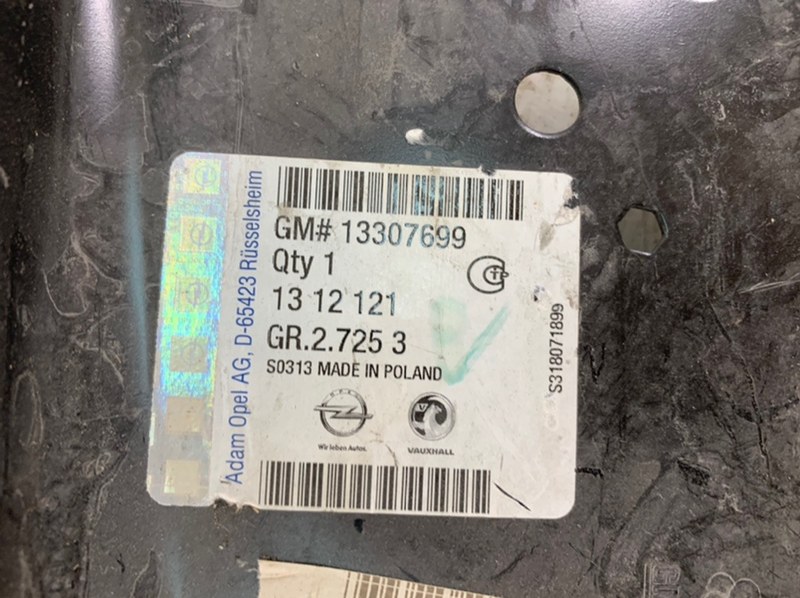 Adam Opel AG, D-65423 Rüsselsheim
GM# 13307699
Qty 1
13 12 121
GR.2.725 3
S0313 MADE IN POLAND
OPEL
Wir leben Autos.
VAUXHALL
S318071899